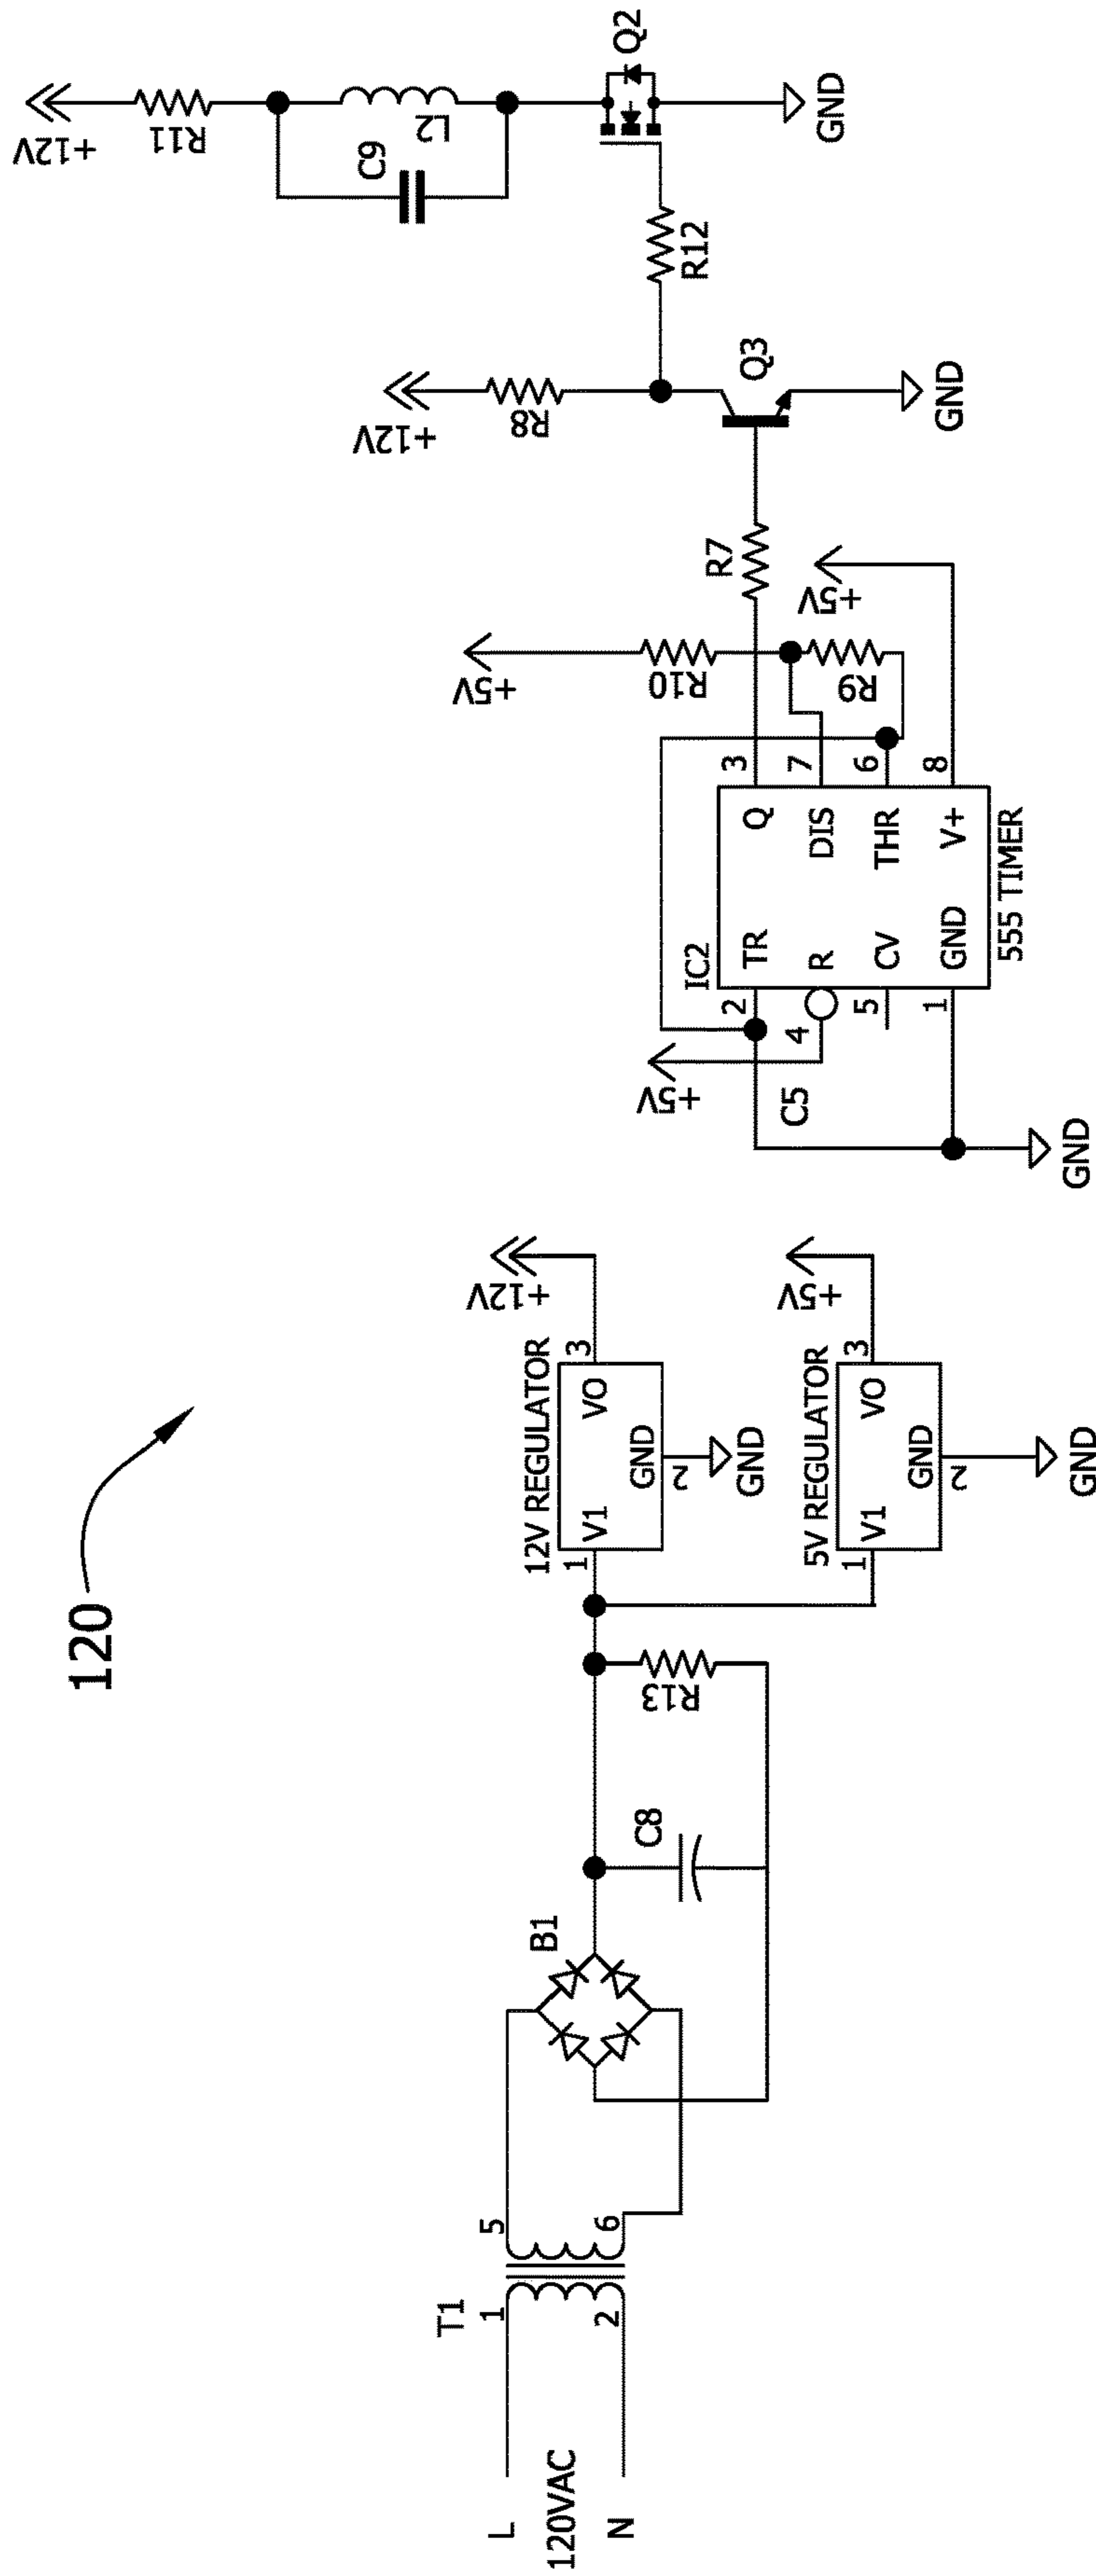 120
L
120VAC
N
T1
1
2
5
6
B1
C8
R13
12V REGULATOR
1
V1
VO
3
GND
2
GND
+12V
5V REGULATOR
1
V1
VO
3
GND
2
GND
+5V
+5V
C5
GND
IC2
2
TR
4
R
5
CV
1
GND
Q
3
DIS
7
THR
6
V+
8
555 TIMER
+5V
R10
R9
+5V
R7
+12V
R8
Q3
GND
R12
+12V
R11
C9
L2
Q2
GND